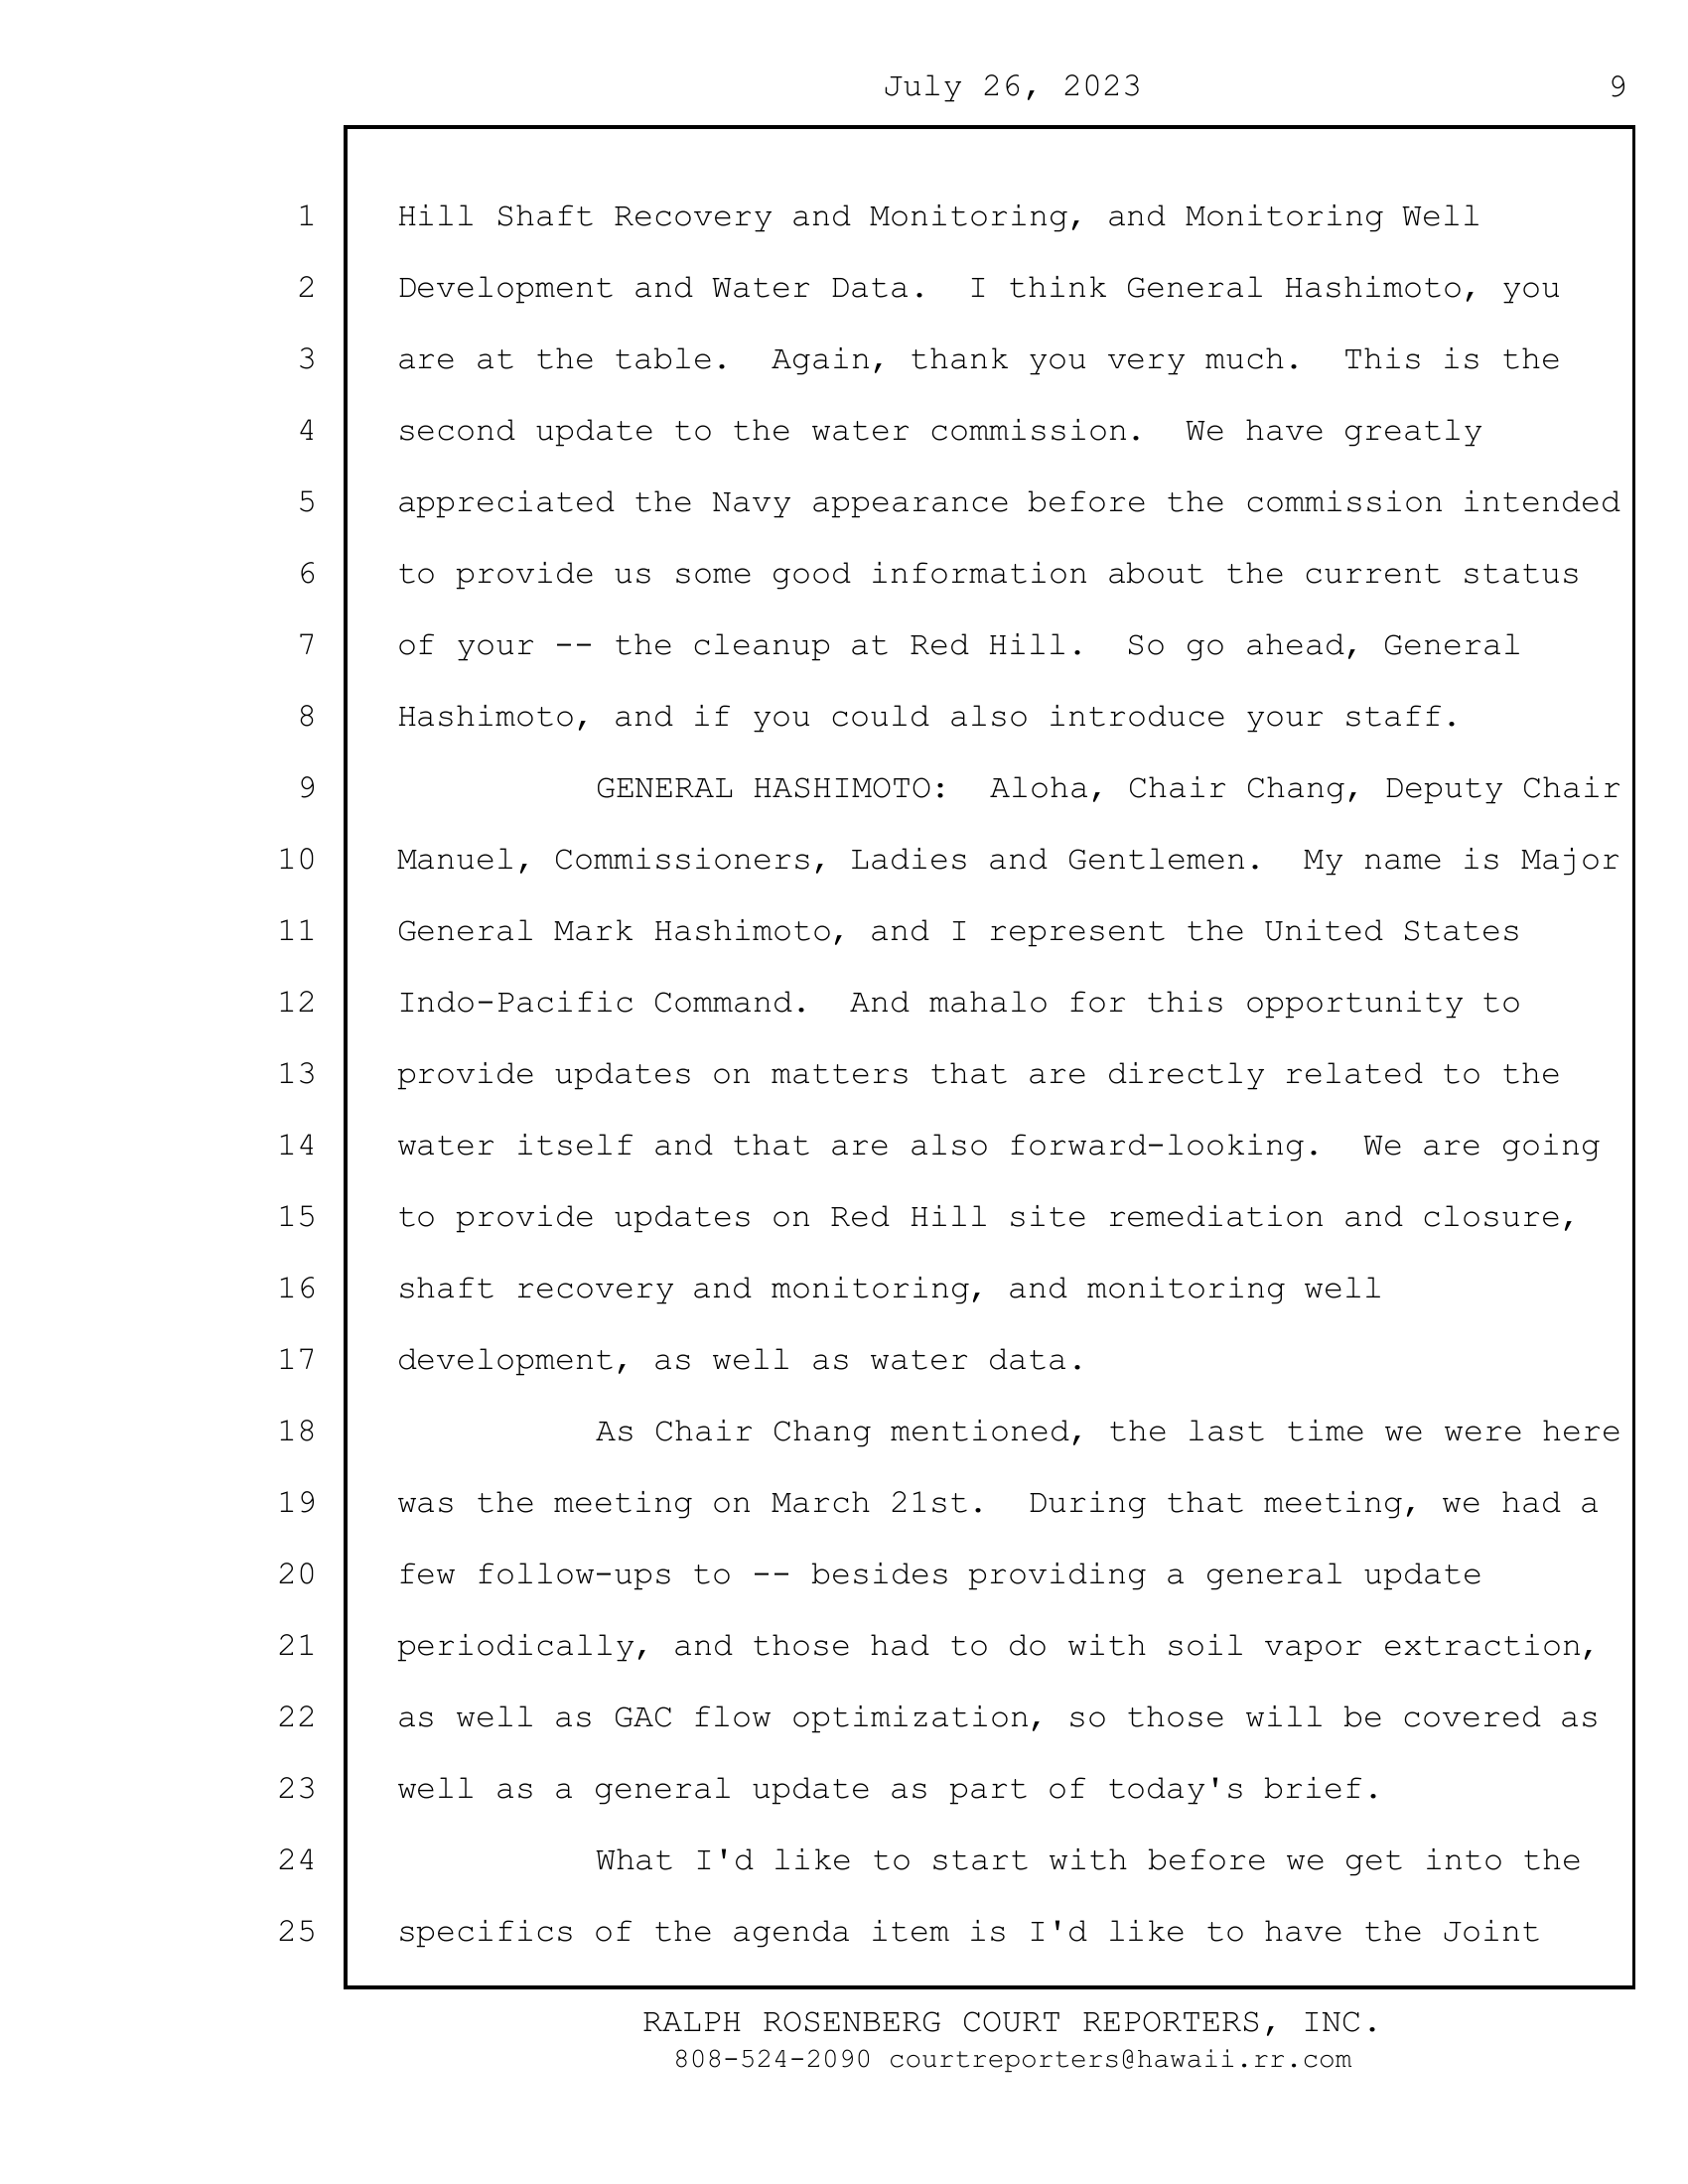 July 26, 2023 9
1 Hill Shaft Recovery and Monitoring, and Monitoring Well
2 Development and Water Data.  I think General Hashimoto, you
3 are at the table.  Again, thank you very much.  This is the
4 second update to the water commission.  We have greatly
5 appreciated the Navy appearance before the commission intended
6 to provide us some good information about the current status
7 of your -- the cleanup at Red Hill.  So go ahead, General
8 Hashimoto, and if you could also introduce your staff.
9 GENERAL HASHIMOTO:  Aloha, Chair Chang, Deputy Chair
10 Manuel, Commissioners, Ladies and Gentlemen.  My name is Major
11 General Mark Hashimoto, and I represent the United States
12 Indo-Pacific Command.  And mahalo for this opportunity to
13 provide updates on matters that are directly related to the
14 water itself and that are also forward-looking.  We are going
15 to provide updates on Red Hill site remediation and closure,
16 shaft recovery and monitoring, and monitoring well
17 development, as well as water data.
18 As Chair Chang mentioned, the last time we were here
19 was the meeting on March 21st.  During that meeting, we had a
20 few follow-ups to -- besides providing a general update
21 periodically, and those had to do with soil vapor extraction,
22 as well as GAC flow optimization, so those will be covered as
23 well as a general update as part of today's brief.
24 What I'd like to start with before we get into the
25 specifics of the agenda item is I'd like to have the Joint
RALPH ROSENBERG COURT REPORTERS, INC.
808-524-2090 courtreporters@hawaii.rr.com